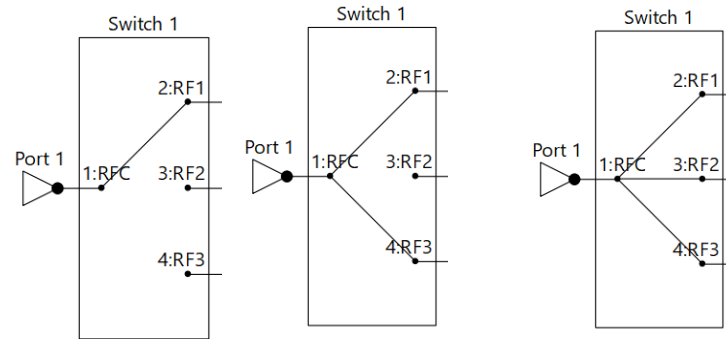 Switch 1
2:RF1
Port 1
1:RFC
3:RF2
4:RF3
Switch 1
2:RF1
Port 1
1:RFC
3:RF2
4:RF3
Switch 1
2:RF1
Port 1
1:RFC
3:RF2
4:RF3